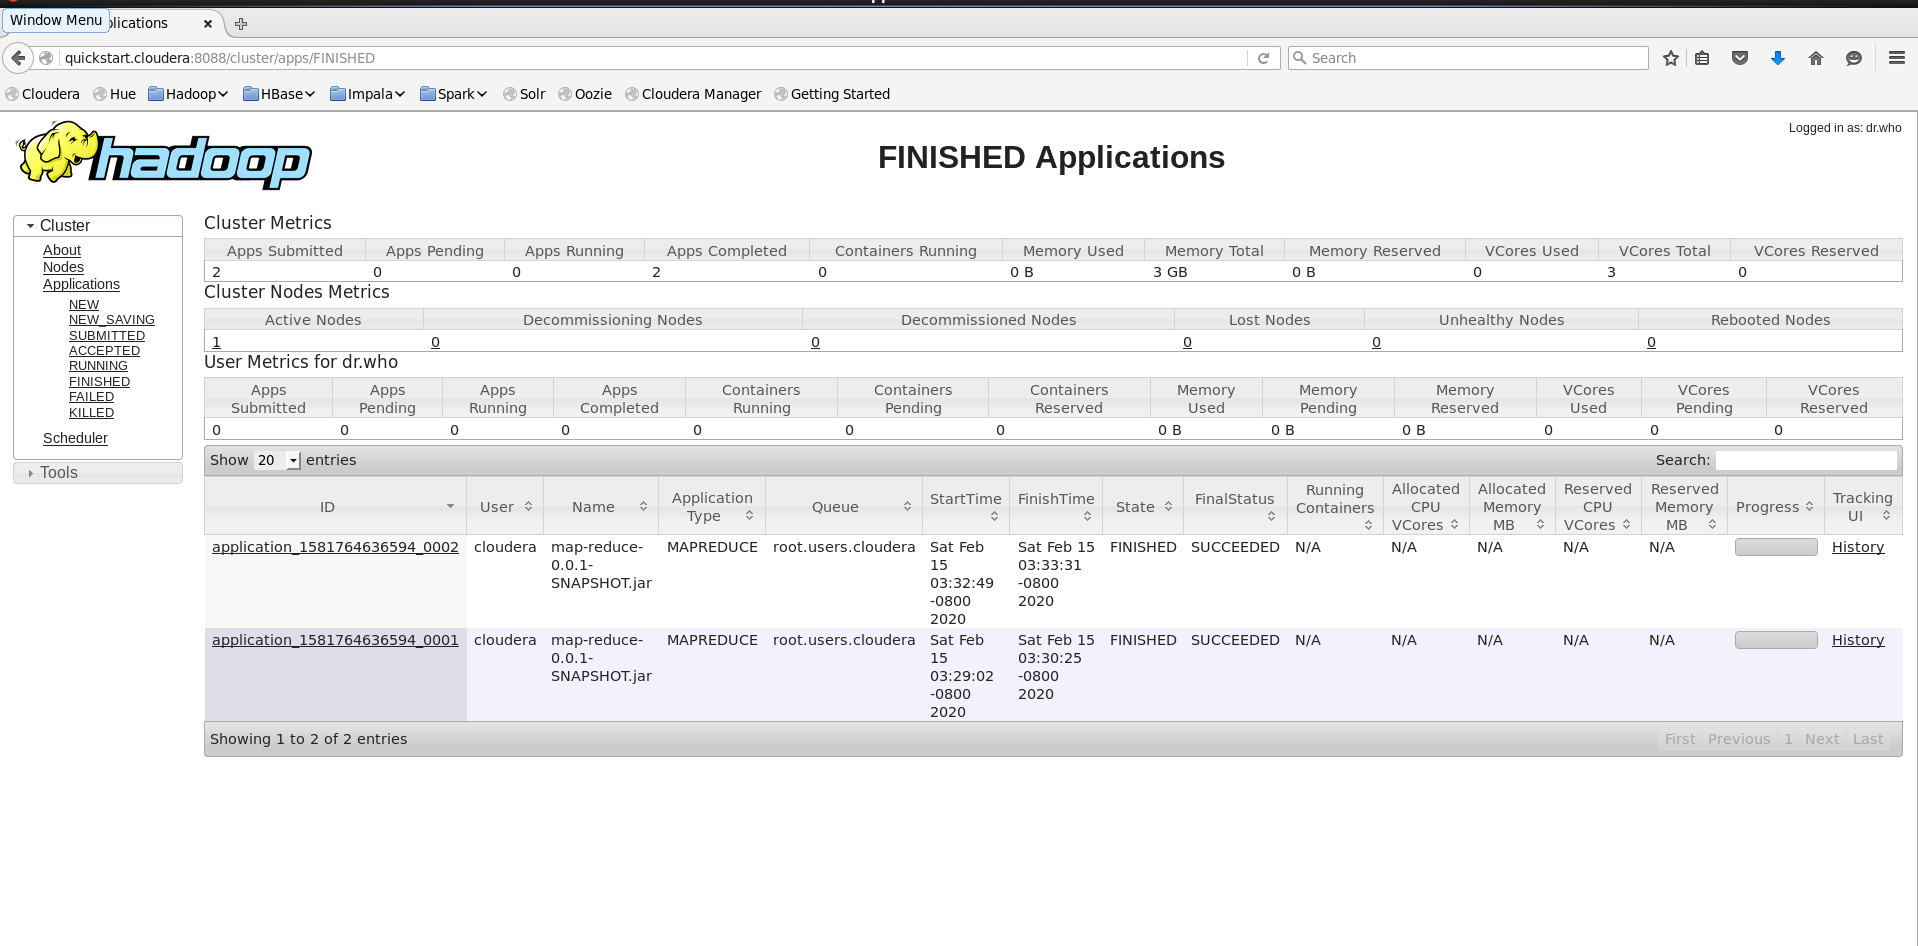 Window Menu
plications
quickstart.cloudera:8088/cluster/apps/FINISHED
Search
Cloudera Hue Hadoop HBase Impala Spark Solr Oozie Cloudera Manager Getting Started
hadoop
FINISHED Applications
Logged in as: dr.who
Cluster
About
Nodes
Applications
NEW
NEW_SAVING
SUBMITTED
ACCEPTED
RUNNING
FINISHED
FAILED
KILLED
Scheduler
Tools
Cluster Metrics
Apps Submitted Apps Pending Apps Running Apps Completed Containers Running Memory Used Memory Total Memory Reserved VCores Used VCores Total VCores Reserved
2 0 0 2 0 0 B 3 GB 0 B 0 3 0
Cluster Nodes Metrics
Active Nodes Decommissioning Nodes Decommissioned Nodes Lost Nodes Unhealthy Nodes Rebooted Nodes
1 0 0 0 0 0
User Metrics for dr.who
Apps Apps Apps Apps Containers Containers Containers Memory Memory Memory VCores VCores VCores
Submitted Pending Running Completed Running Pending Reserved Used Pending Reserved Used Pending Reserved
0 0 0 0 0 0 0 0 B 0 B 0 B 0 0 0
Show 20 entries Search:
ID User Name Application Type Queue StartTime FinishTime State FinalStatus Running Containers Allocated CPU VCores Allocated Memory MB Reserved CPU VCores Reserved Memory MB Progress Tracking UI
application_1581764636594_0002 cloudera map-reduce- MAPREDUCE root.users.cloudera Sat Feb Sat Feb 15 FINISHED SUCCEEDED N/A N/A N/A N/A N/A History
0.0.1- 15 03:33:31
SNAPSHOT.jar 03:32:49 -0800
-0800 2020
2020
application_1581764636594_0001 cloudera map-reduce- MAPREDUCE root.users.cloudera Sat Feb Sat Feb 15 FINISHED SUCCEEDED N/A N/A N/A N/A N/A History
0.0.1- 15 03:30:25
SNAPSHOT.jar 03:29:02 -0800
-0800 2020
2020
Showing 1 to 2 of 2 entries First Previous 1 Next Last